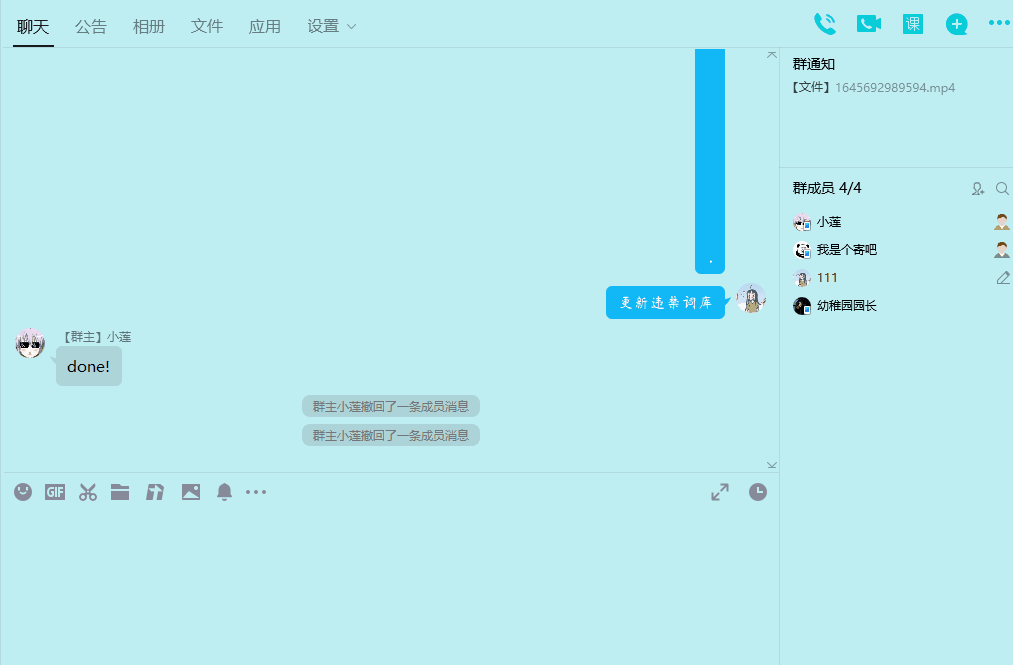 聊天 公告 相册 文件 应用 设置
课
群通知
【文件】1645692989594.mp4
.
更新违禁词库
【群主】小莲
done!
群主小莲撤回了一条成员消息
群主小莲撤回了一条成员消息
GIF
群成员 4/4
小莲
我是个寄吧
111
幼稚园园长